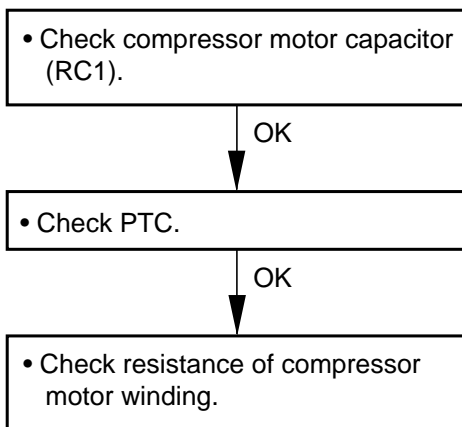 • Check compressor motor capacitor
(RC1).
OK
• Check PTC.
OK
• Check resistance of compressor
motor winding.